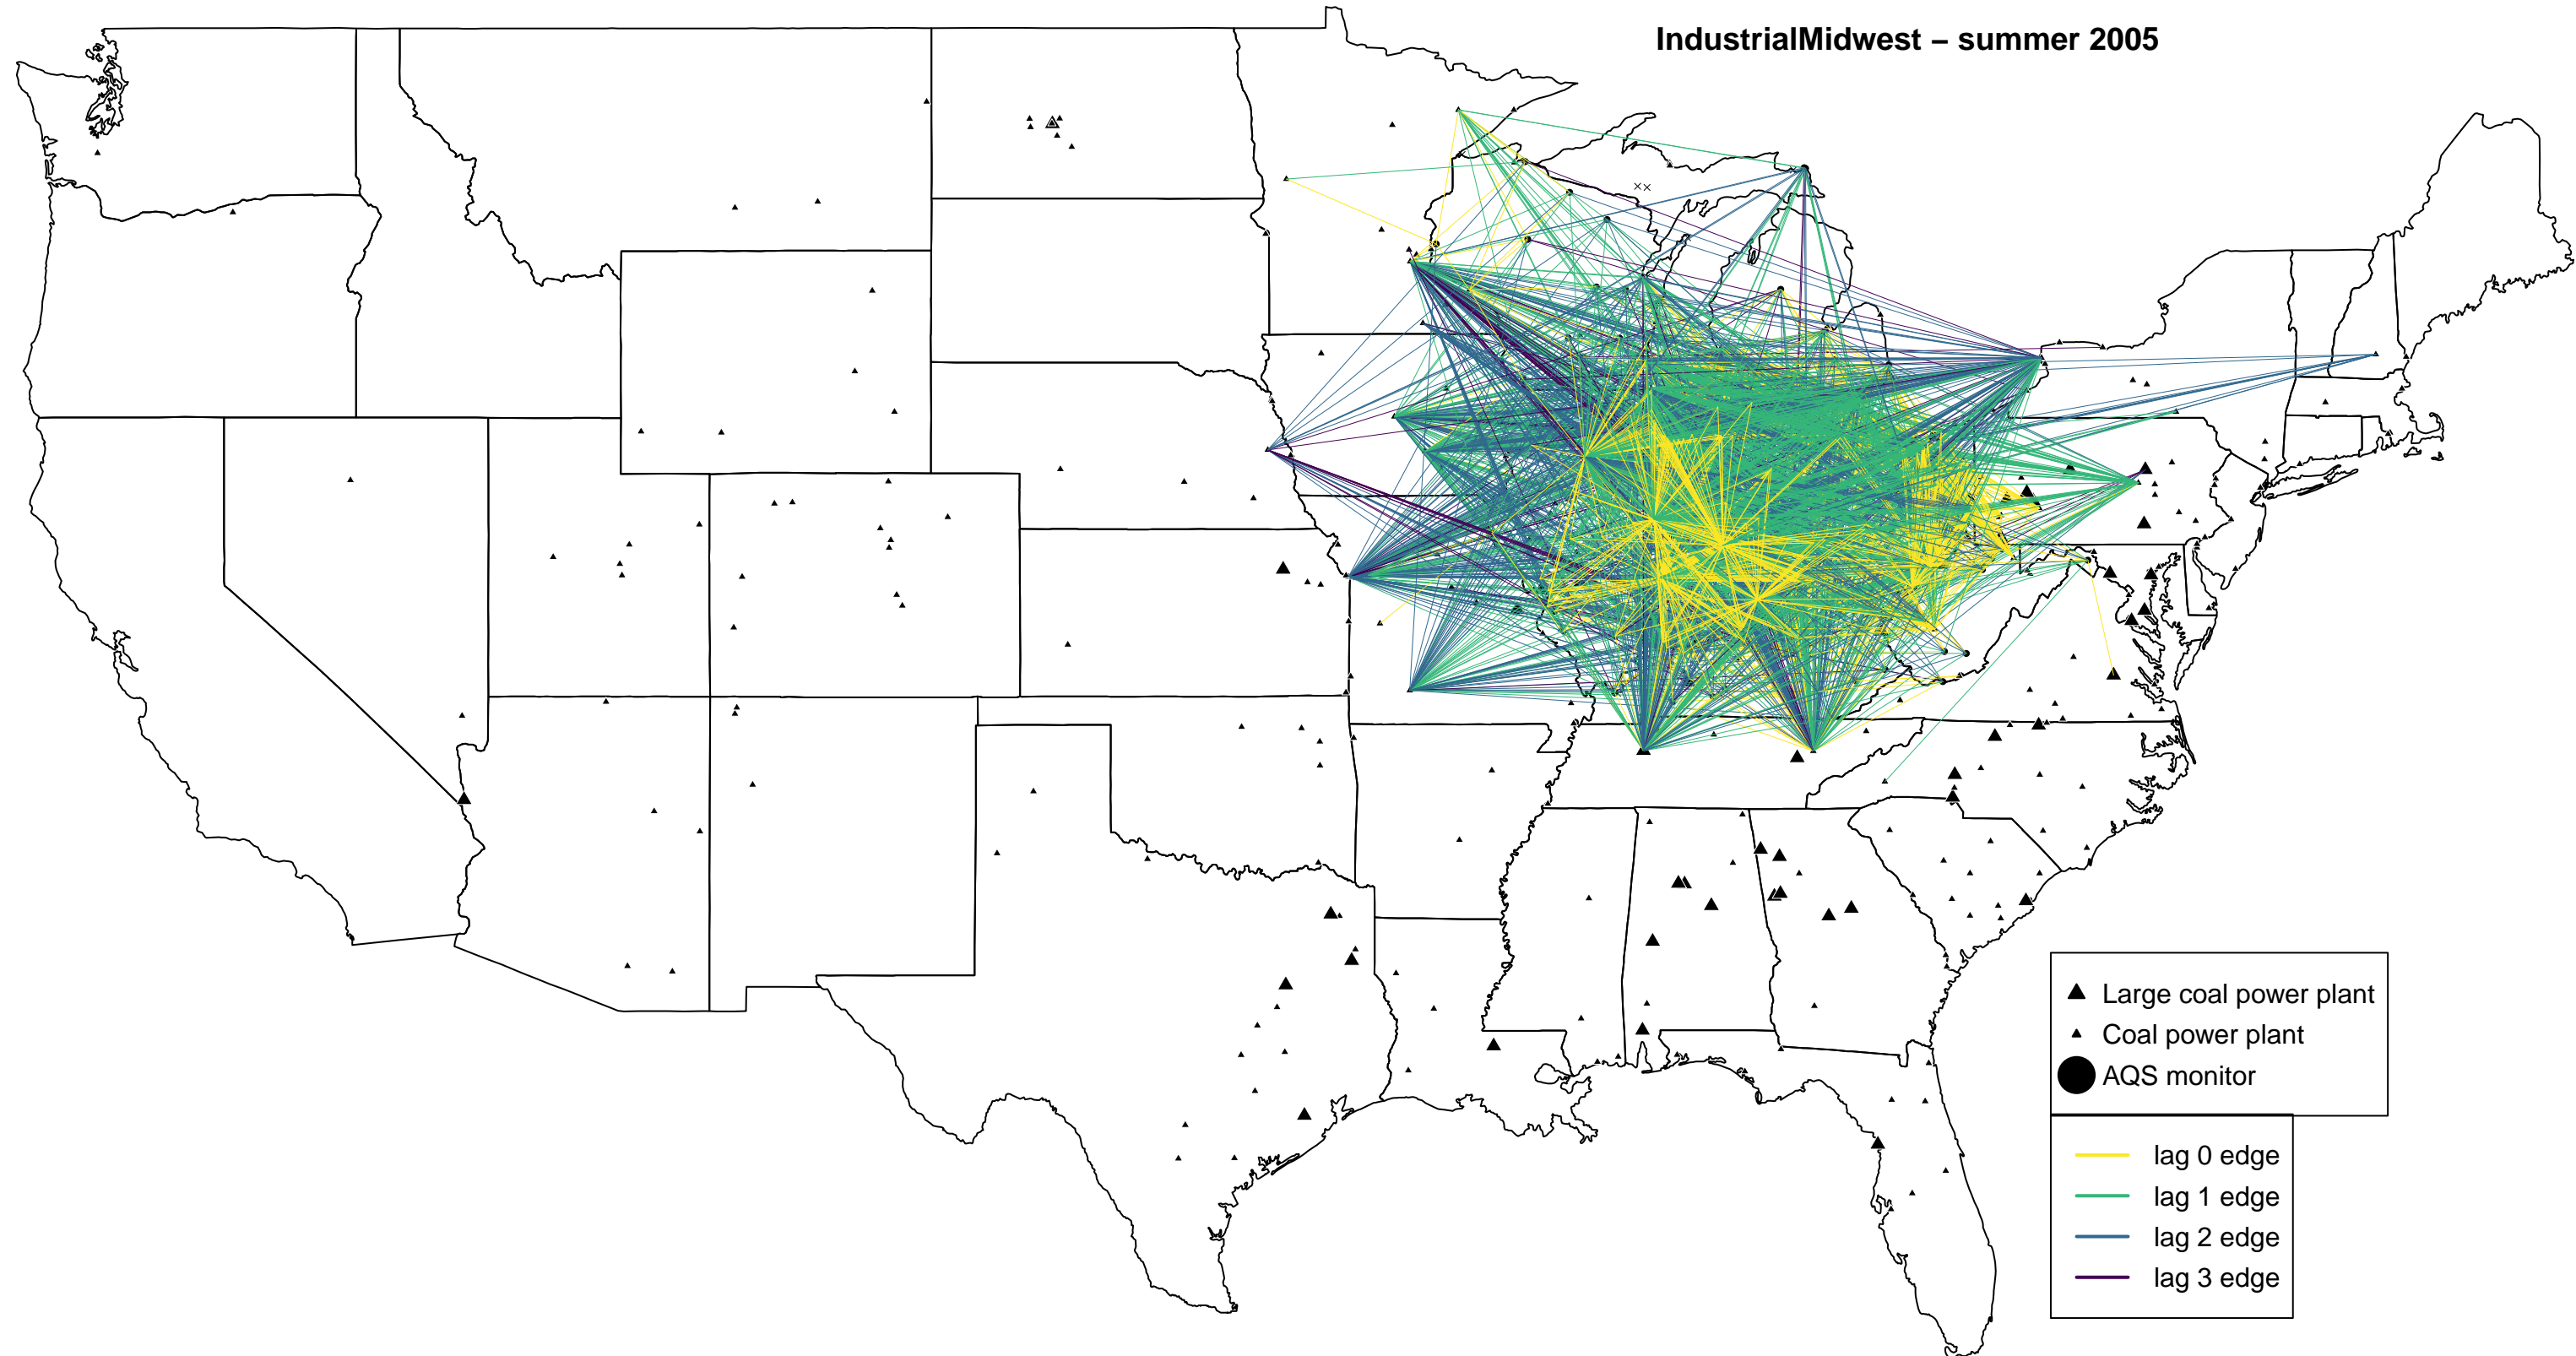 IndustrialMidwest – summer 2005
Large coal power plant
Coal power plant
AQS monitor
lag 0 edge
lag 1 edge
lag 2 edge
lag 3 edge